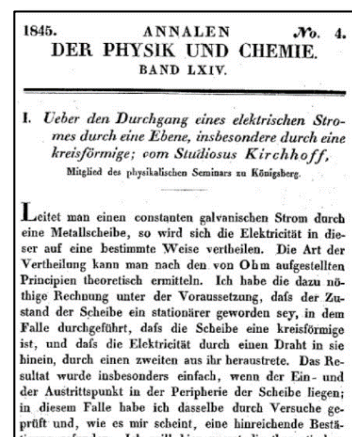 1845. ANNALEN No. 4.
DER PHYSIK UND CHEMIE.
BAND LXIV.
I. Ueber den Durchgang eines elektrischen Stro-
mes durch eine Ebene, insbesondere durch eine
kreisförmige; vom Studiosus Kirchhoff,
Mitglied des physikalischen Seminars zu Königsberg.
Leitet man einen constanten galvanischen Strom durch
eine Metallscheibe, so wird sich die Elektricität in die-
ser auf eine bestimmte Weise vertheilen. Die Art der
Vertheilung kann man nach den von Ohm aufgestellten
Principien theoretisch ermitteln. Ich habe die dazu nö-
thige Rechnung unter der Voraussetzung, daſs der Zu-
stand der Scheibe ein stationärer geworden sey, in dem
Falle durchgeführt, daſs die Scheibe eine kreisförmige
ist, und daſs die Elektricität durch einen Draht in sie
hinein, durch einen zweiten aus ihr heraustrete. Das Re-
sultat wurde insbesondere einfach, wenn der Ein- und
der Austrittspunkt in der Peripherie der Scheibe liegen;
in diesem Falle habe ich dasselbe durch Versuche ge-
prüft und, wie es mir scheint, eine hinreichende Bestä-